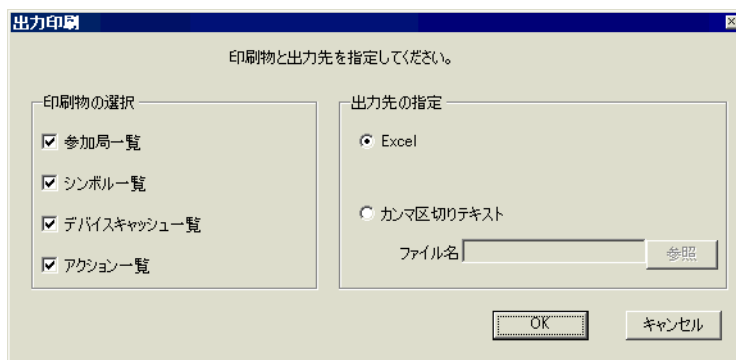 出力印刷
印刷物と出力先を指定してください。
印刷物の選択
参加局一覧
シンボル一覧
デバイスキャッシュ一覧
アクション一覧
出力先の指定
Excel
カンマ区切りテキスト
ファイル名
参照
OK
キャンセル